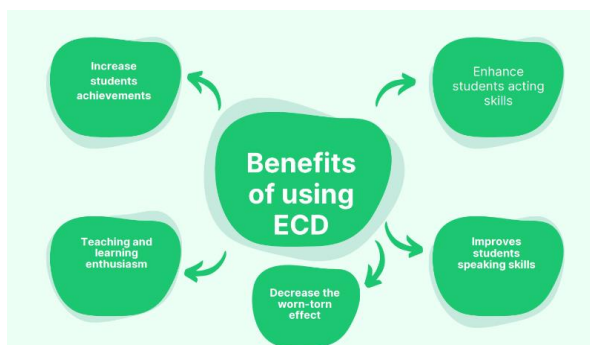 Increase
students
achievements
Enhance
students acting
skills
Benefits
of using
ECD
Teaching and
learning
enthusiasm
Decrease the
worn-torn
effect
Improves
students
speaking skills